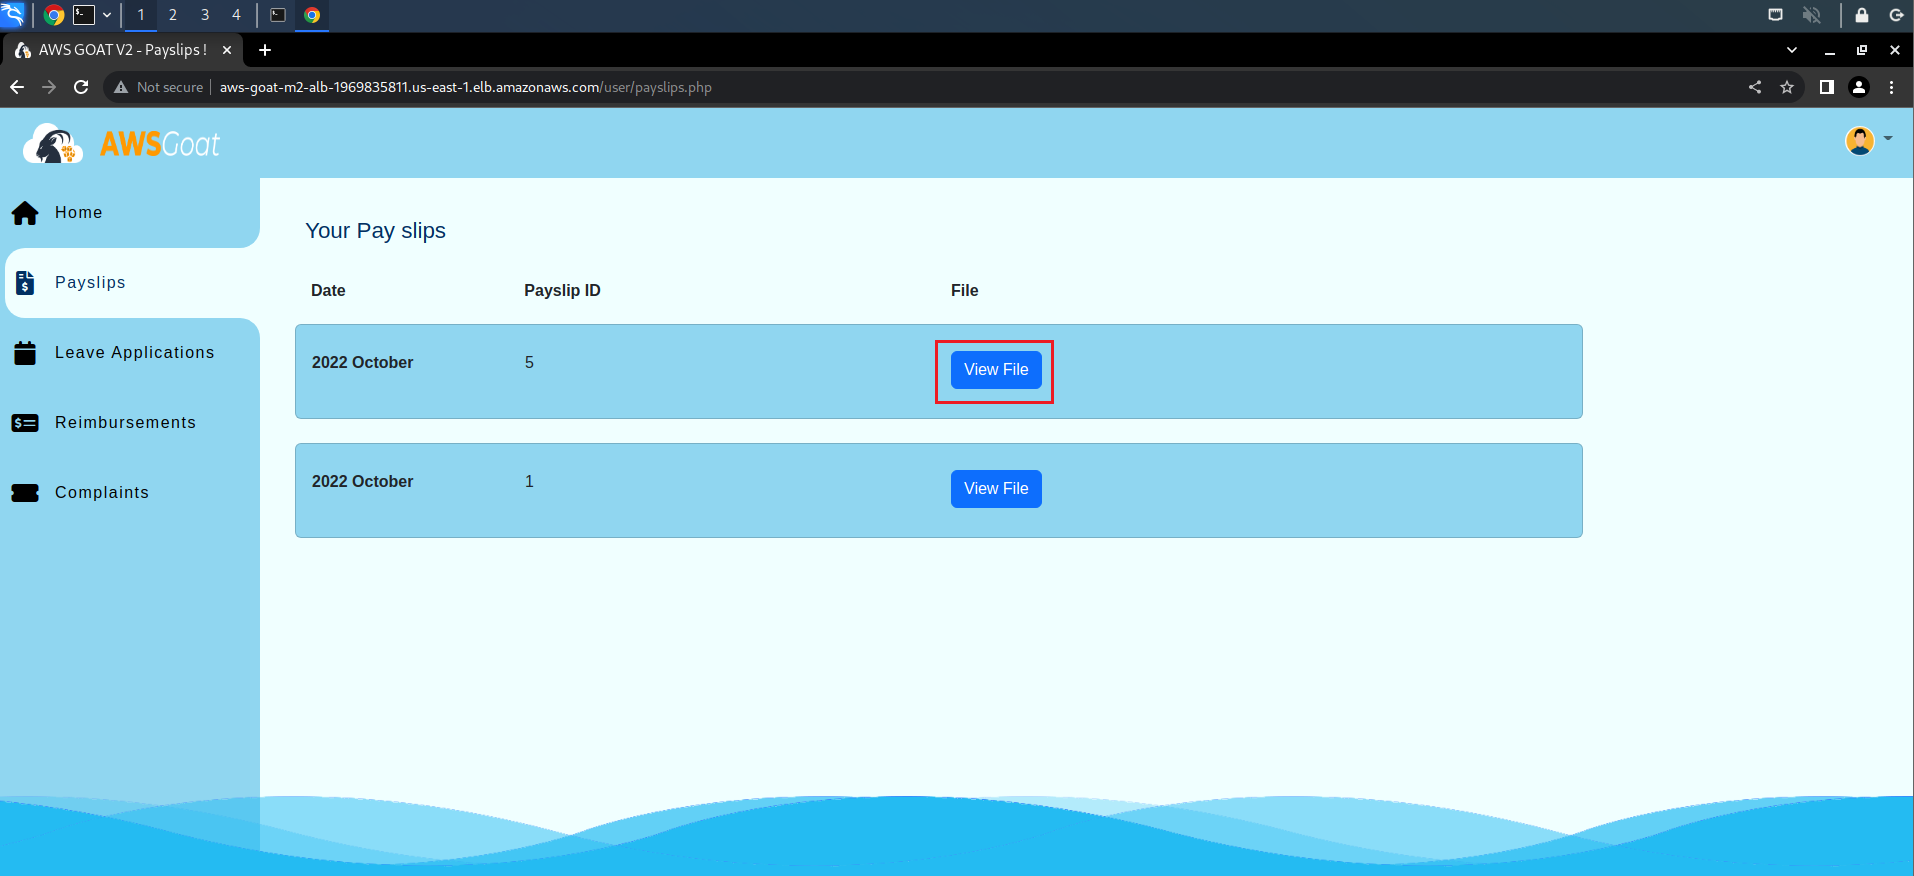 1 2 3 4
AWS GOAT V2 - Payslips !
Not secure aws-goat-m2-alb-1969835811.us-east-1.elb.amazonaws.com/user/payslips.php
AWSGoat
Home
Payslips
Leave Applications
Reimbursements
Complaints
Your Pay slips
Date Payslip ID File
2022 October 5 View File
2022 October 1 View File